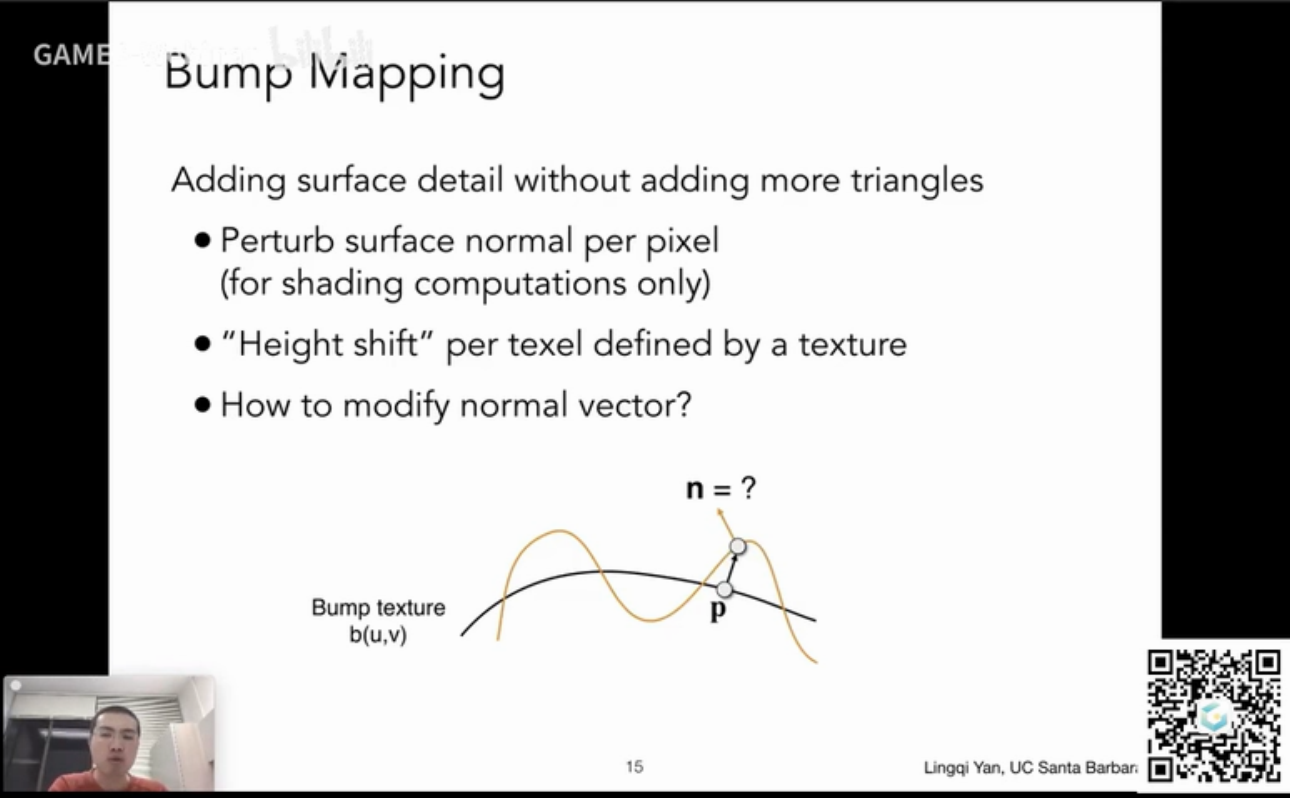 GAME
bilibili
Bump Mapping
Adding surface detail without adding more triangles
● Perturb surface normal per pixel
(for shading computations only)
● “Height shift” per texel defined by a texture
● How to modify normal vector?
n = ?
Bump texture
b(u,v)
p
15
Lingqi Yan, UC Santa Barbar